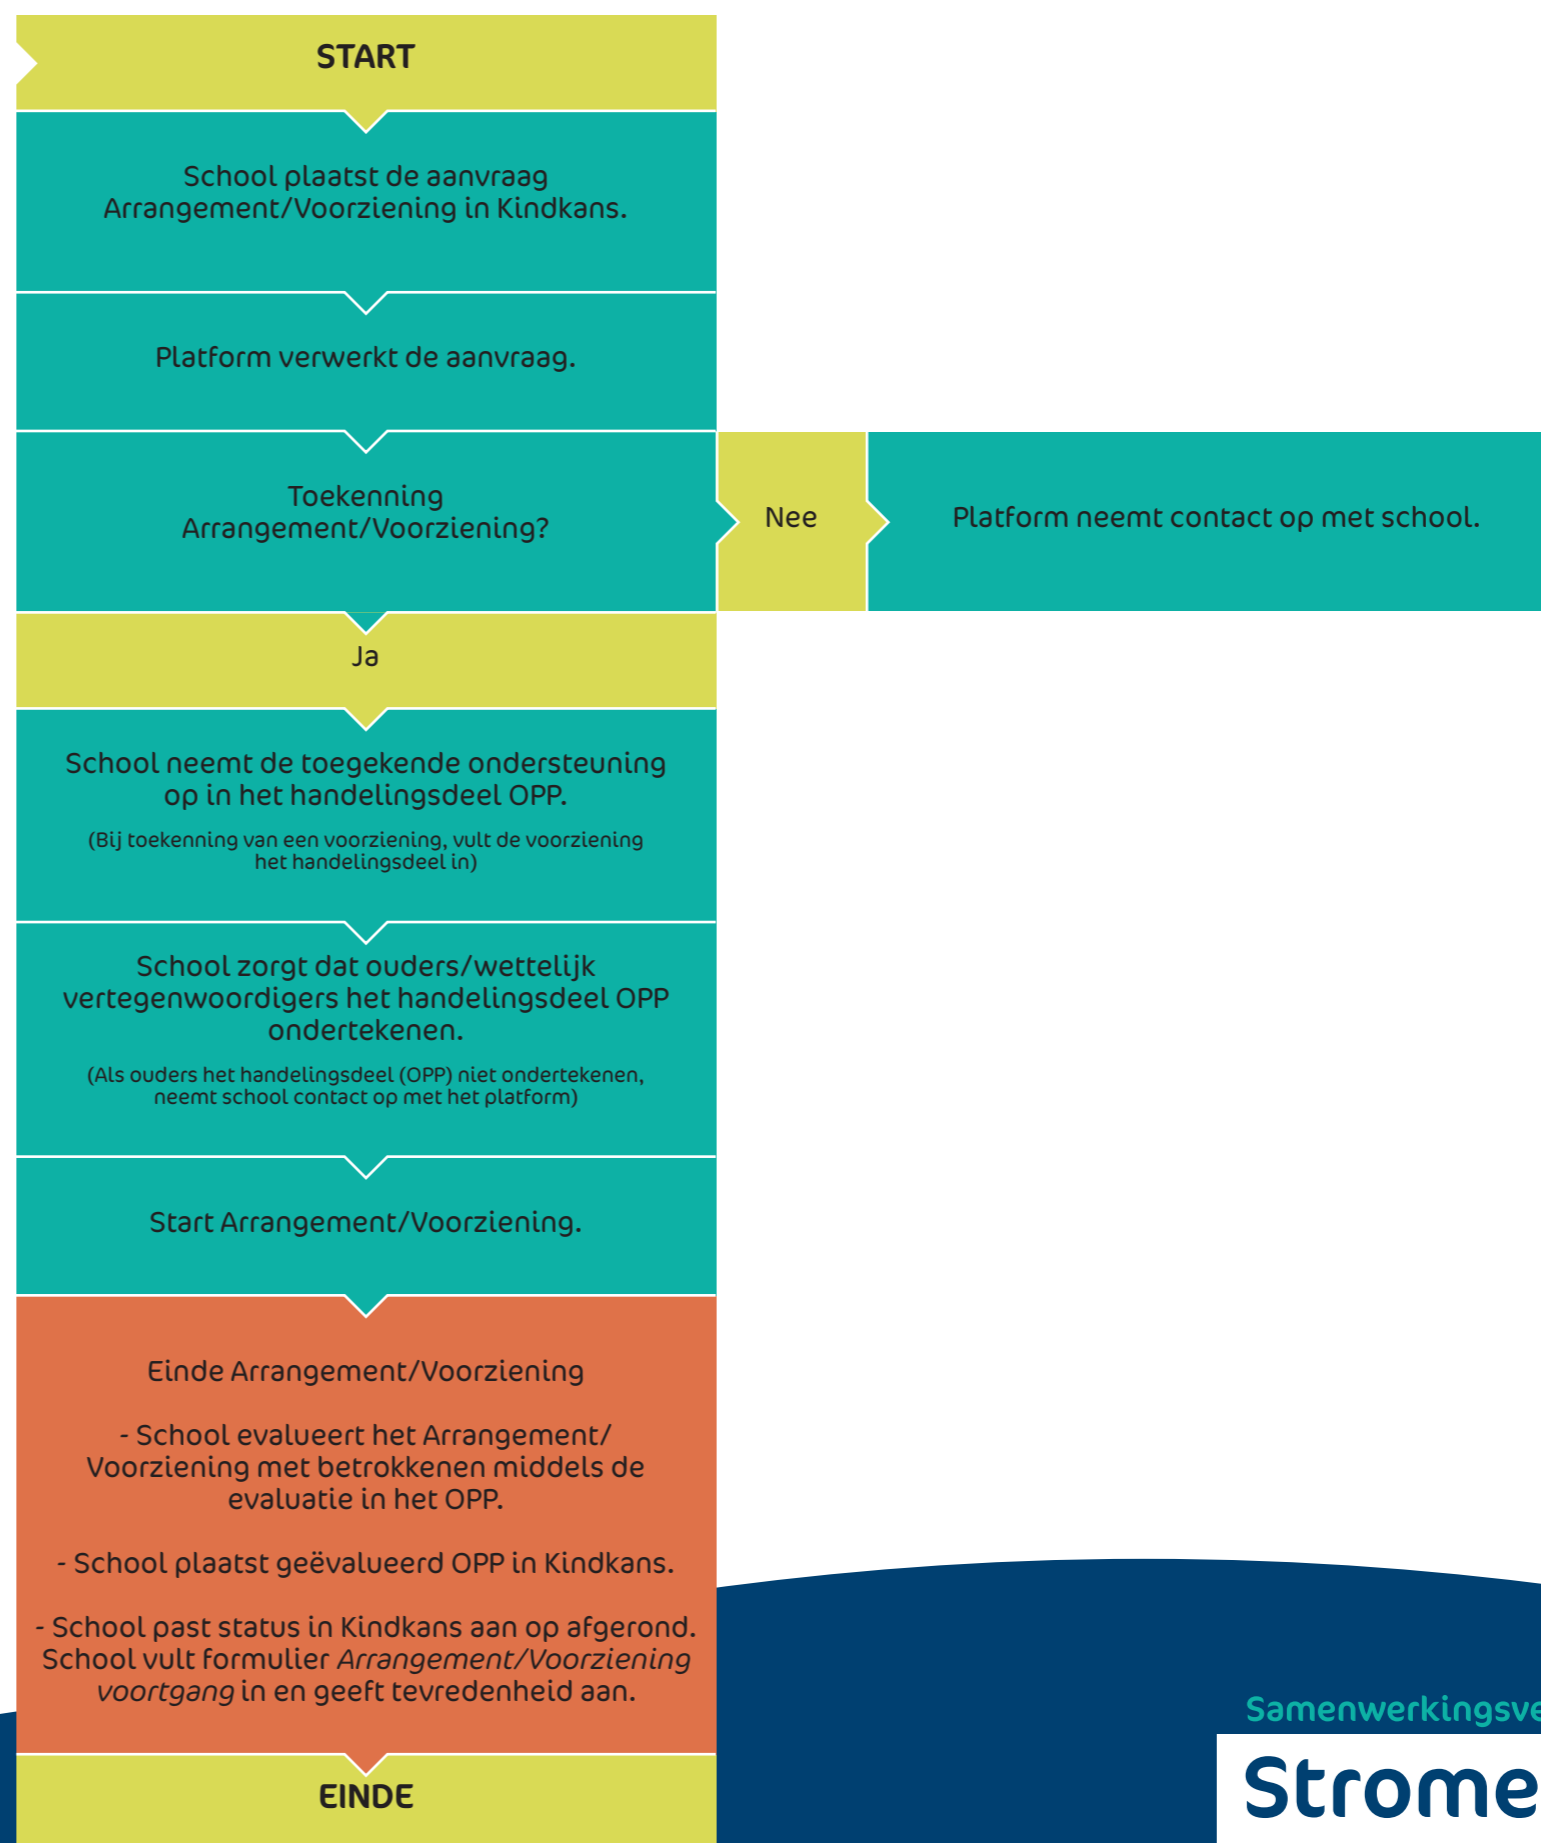 START
School plaatst de aanvraag
Arrangement/Voorziening in Kindkans.
Platform verwerkt de aanvraag.
Toekenning
Arrangement/Voorziening?
Nee
Platform neemt contact op met school.
Ja
School neemt de toegekende ondersteuning
op in het handelingsdeel OPP.
(Bij toekenning van een voorziening, vult de voorziening
het handelingsdeel in)
School zorgt dat ouders/wettelijk
vertegenwoordigers het handelingsdeel OPP
ondertekenen.
(Als ouders het handelingsdeel (OPP) niet ondertekenen,
neemt school contact op met het platform)
Start Arrangement/Voorziening.
Einde Arrangement/Voorziening
- School evalueert het Arrangement/
Voorziening met betrokkenen middels de
evaluatie in het OPP.
- School plaatst geëvalueerd OPP in Kindkans.
- School past status in Kindkans aan op afgerond.
School vult formulier Arrangement/Voorziening
voortgang in en geeft tevredenheid aan.
EINDE
Samenwerkingsve
Strome